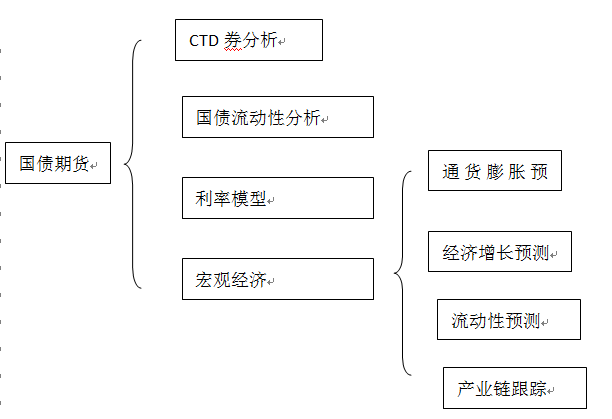 CTD 券分析
国债流动性分析
国债期货
通货膨胀预
利率模型
经济增长预测
宏观经济
流动性预测
产业链跟踪